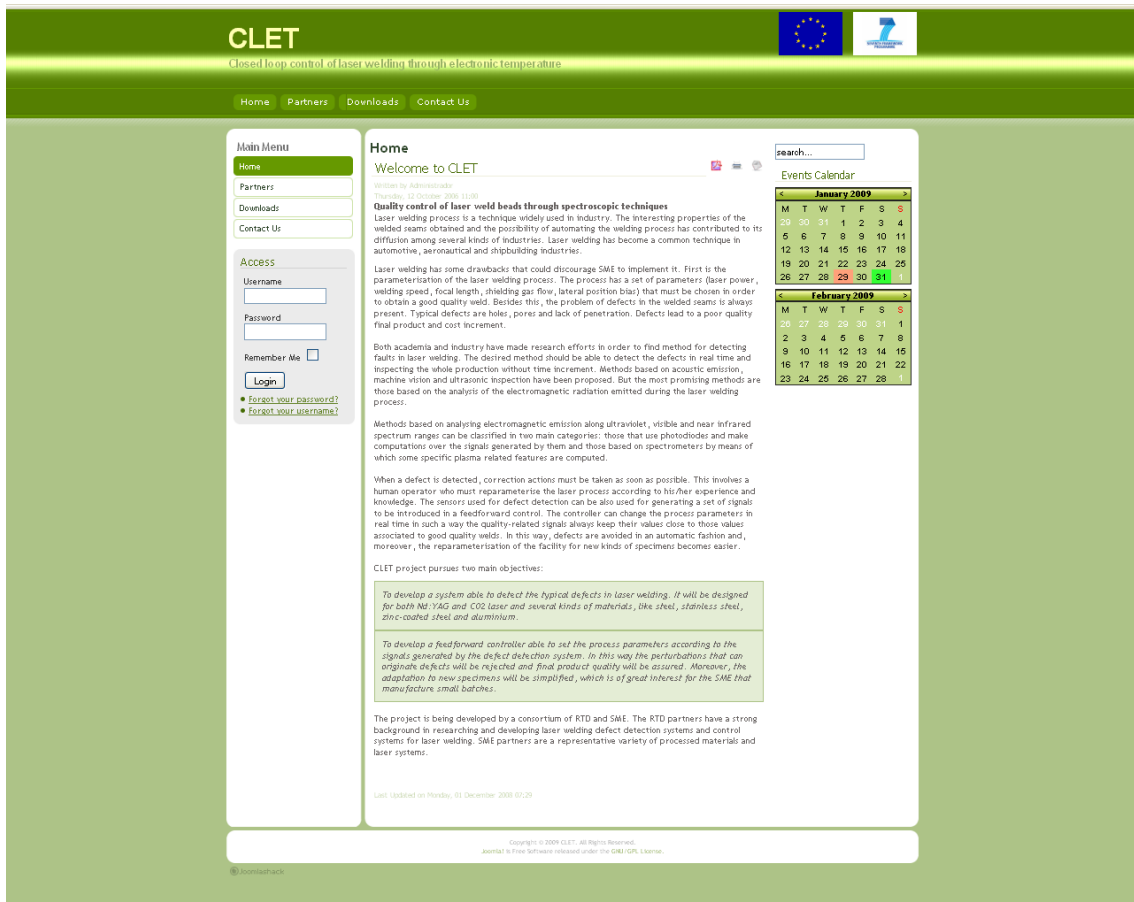 CLET
Closed loop control of laser welding through electronic temperature
7
SEVENTH FRAMEWORK
PROGRAMME
Home
Partners
Downloads
Contact Us
Main Menu
Home
Partners
Downloads
Contact Us
Access
Username
Password
Remember Me
Login
Forgot your password?
Forgot your username?
Home
Welcome to CLET
Written by Administrador
Thursday, 12 October 2006 11:00
Quality control of laser weld beads through spectroscopic techniques
Laser welding process is a technique widely used in industry. The interesting properties of the
welded seams obtained and the possibility of automating the welding process has contributed to its
diffusion among several kinds of industries. Laser welding has become a common technique in
automotive, aeronautical and shipbuilding industries.
Laser welding has some drawbacks that could discourage SME to implement it. First is the
parameterisation of the laser welding process. The process has a set of parameters (laser power,
welding speed, focal length, shielding gas flow, lateral position bias) that must be chosen in order
to obtain a good quality weld. Besides this, the problem of defects in the welded seams is always
present. Typical defects are holes, pores and lack of penetration. Defects lead to a poor quality
final product and cost increment.
Both academia and industry have made research efforts in order to find method for detecting
faults in laser welding. The desired method should be able to detect the defects in real time and
inspecting the whole production without time increment. Methods based on acoustic emission,
machine vision and ultrasonic inspection have been proposed. But the most promising methods are
those based on the analysis of the electromagnetic radiation emitted during the laser welding
process.
Methods based on analysing electromagnetic emission along ultraviolet, visible and near infrared
spectrum ranges can be classified in two main categories: those that use photodiodes and make
computations over the signals generated by them and those based on spectrometers by means of
which some specific plasma related features are computed.
When a defect is detected, correction actions must be taken as soon as possible. This involves a
human operator who must reparameterise the laser process according to his/her experience and
knowledge. The sensors used for defect detection can be also used for generating a set of signals
to be introduced in a feedforward control. The controller can change the process parameters in
real time in such a way the quality-related signals always keep their values close to those values
associated to good quality welds. In this way, defects are avoided in an automatic fashion and,
moreover, the reparameterisation of the facility for new kinds of specimens becomes easier.
CLET project pursues two main objectives:
To develop a system able to detect the typical defects in laser welding. It will be designed
for both Nd:YAG and CO2 laser and several kinds of materials, like steel, stainless steel,
zinc-coated steel and aluminium.
To develop a feedforward controller able to set the process parameters according to the
signals generated by the defect detection system. In this way the perturbations that can
originate defects will be rejected and final product quality will be assured. Moreover, the
adaptation to new specimens will be simplified, which is of great interest for the SME that
manufacture small batches.
The project is being developed by a consortium of RTD and SME. The RTD partners have a strong
background in researching and developing laser welding defect detection systems and control
systems for laser welding. SME partners are a representative variety of processed materials and
laser systems.
Last Updated on Monday, 01 December 2008 07:29
search...
Events Calendar
< January 2009 >
M T W T F S S
29 30 31 1 2 3 4
5 6 7 8 9 10 11
12 13 14 15 16 17 18
19 20 21 22 23 24 25
26 27 28 29 30 31 1
< February 2009 >
M T W T F S S
26 27 28 29 30 31 1
2 3 4 5 6 7 8
9 10 11 12 13 14 15
16 17 18 19 20 21 22
23 24 25 26 27 28 1
Copyright © 2009 CLET. All Rights Reserved.
Joomla! is Free Software released under the GNU/GPL License.
Joomlashack